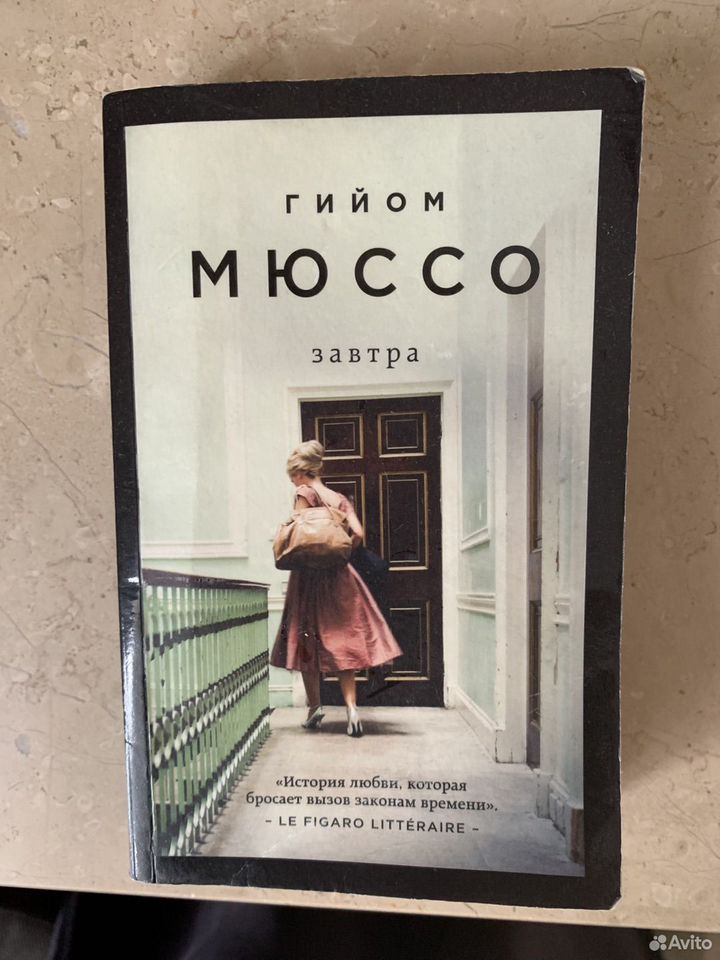 ГИЙОМ
МЮССО
завтра
«История любви, которая
бросает вызов законам времени».
– LE FIGARO LITTÉRAIRE –
Avito